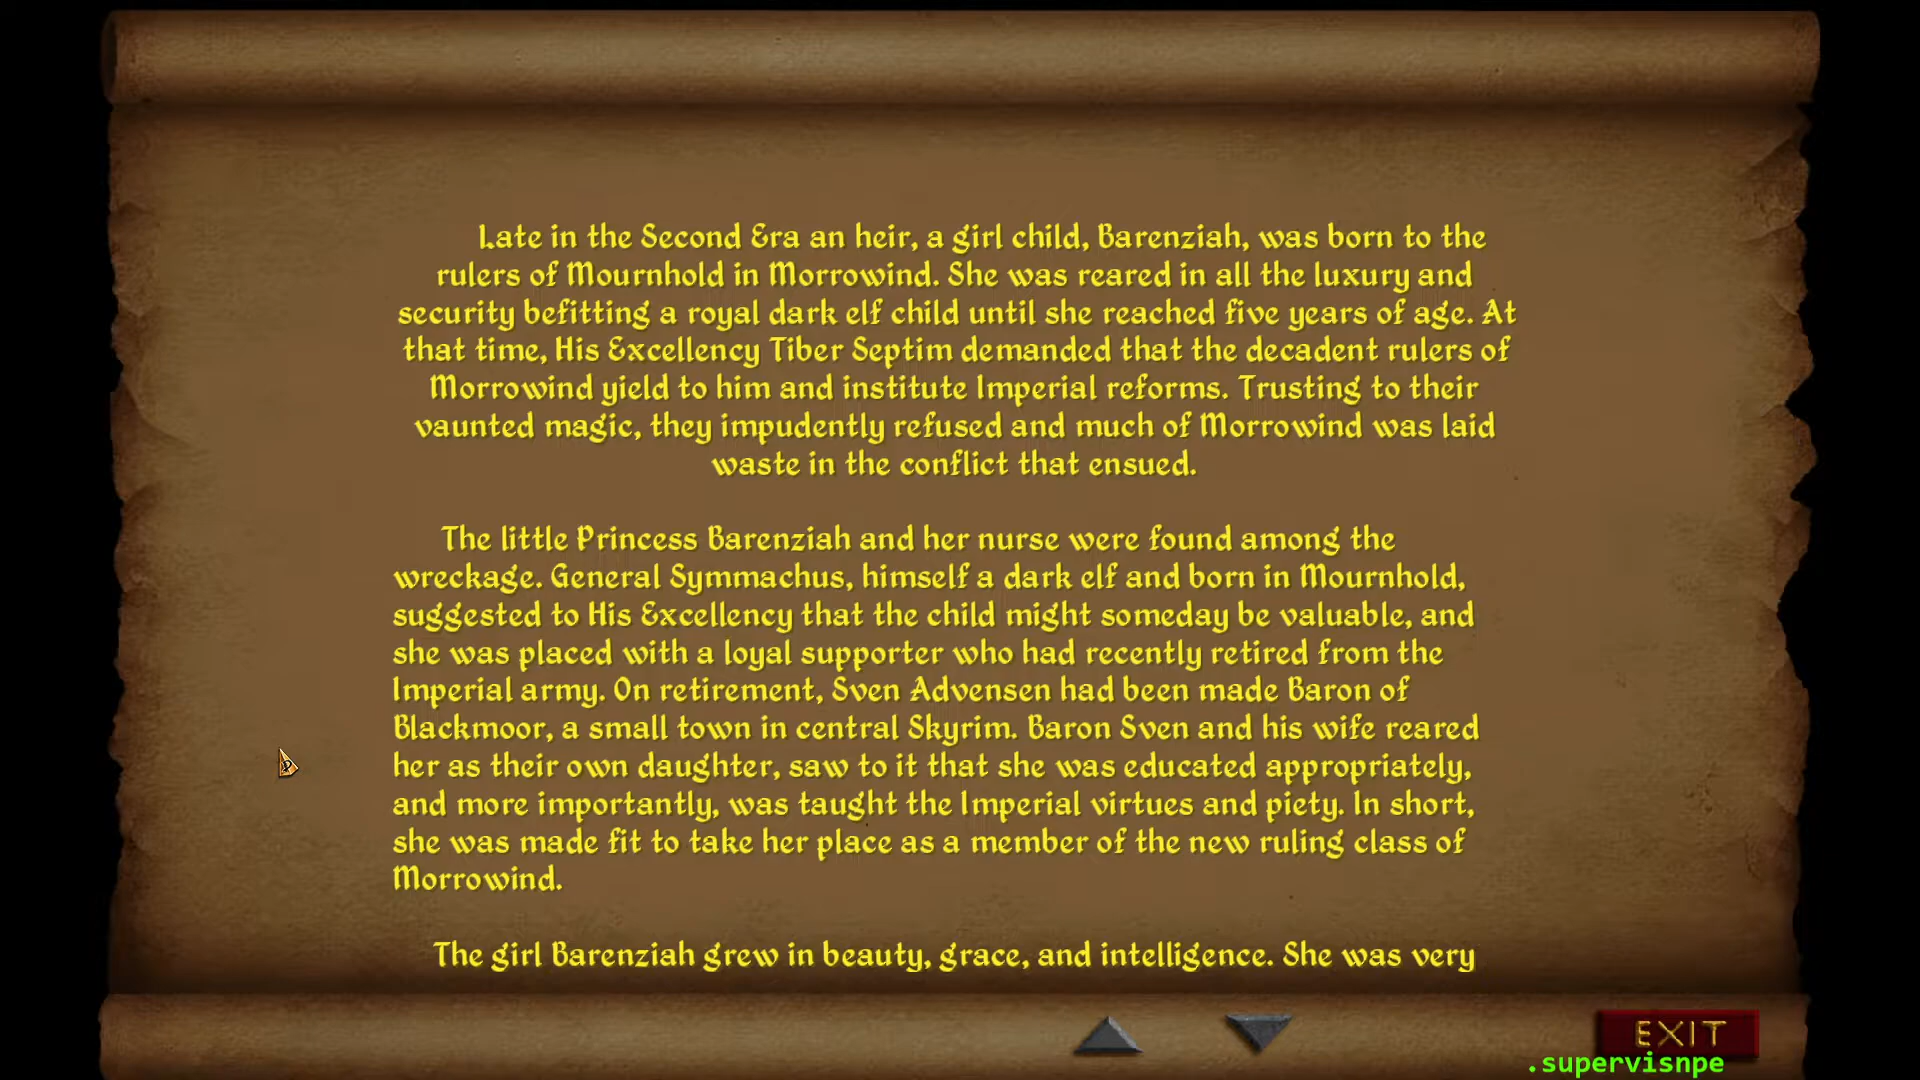 Late in the Second Era an heir, a girl child, Barenziah, was born to the
rulers of Mournhold in Morrowind. She was reared in all the luxury and
security befitting a royal dark elf child until she reached five years of age. At
that time, His Excellency Tiber Septim demanded that the decadent rulers of
Morrowind yield to him and institute Imperial reforms. Trusting to their
vaunted magic, they impudently refused and much of Morrowind was laid
waste in the conflict that ensued.
The little Princess Barenziah and her nurse were found among the
wreckage. General Symmachus, himself a dark elf and born in Mournhold,
suggested to His Excellency that the child might someday be valuable, and
she was placed with a loyal supporter who had recently retired from the
Imperial army. On retirement, Sven Advensen had been made Baron of
Blackmoor, a small town in central Skyrim. Baron Sven and his wife reared
her as their own daughter, saw to it that she was educated appropriately,
and more importantly, was taught the Imperial virtues and piety. In short,
she was made fit to take her place as a member of the new ruling class of
Morrowind.
The girl Barenziah grew in beauty, grace, and intelligence. She was very
EXIT
.supervisnpe